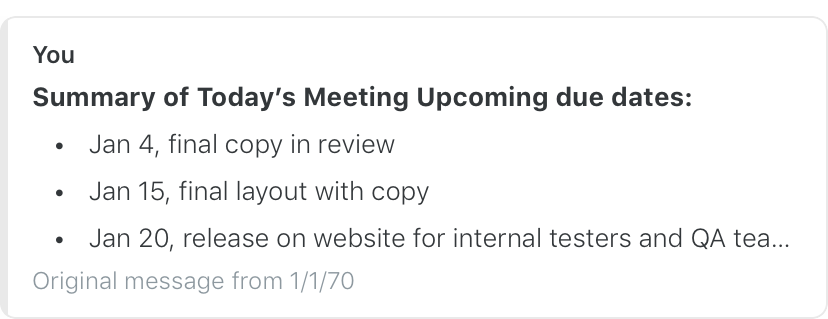 You
Summary of Today’s Meeting Upcoming due dates:
• Jan 4, final copy in review
• Jan 15, final layout with copy
• Jan 20, release on website for internal testers and QA tea...
Original message from 1/1/70